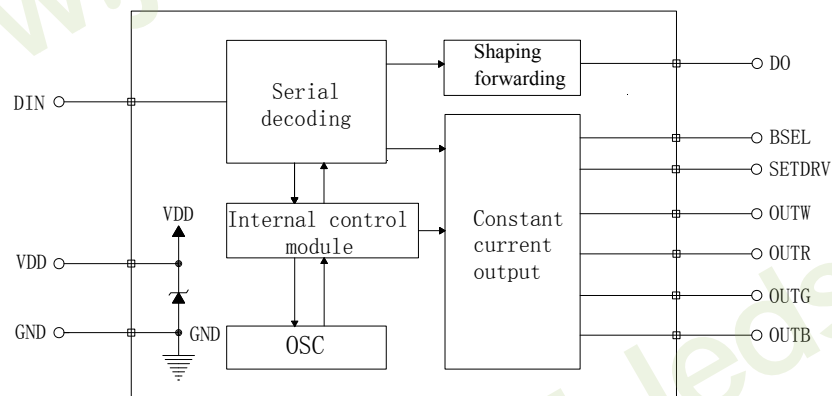 Shaping
forwarding
DO
Serial
decoding
DIN
BSEL
SETDRV
VDD
Internal control
module
Constant
current
output
OUTW
OUTR
VDD
OUTG
GND
GND
OSC
OUTB